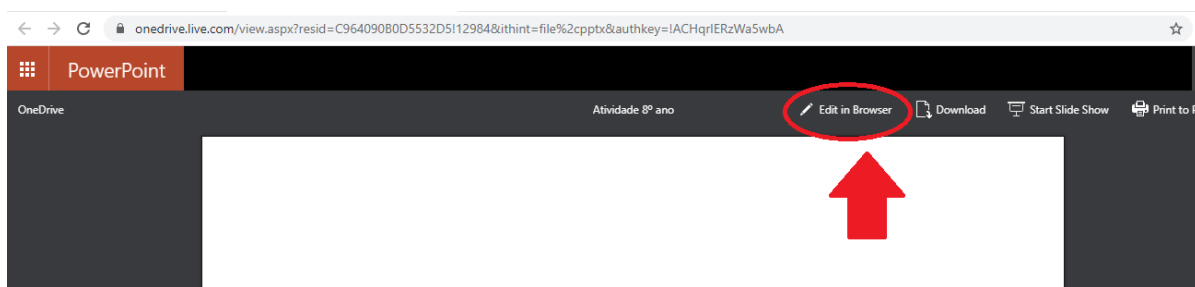 onedrive.live.com/view.aspx?resid=C964090B0D5532D5!12984&ithint=file%2cpptx&authkey=!ACHqrlERzWa5wbA
PowerPoint
OneDrive Atividade 8º ano Edit in Browser Download Start Slide Show Print to